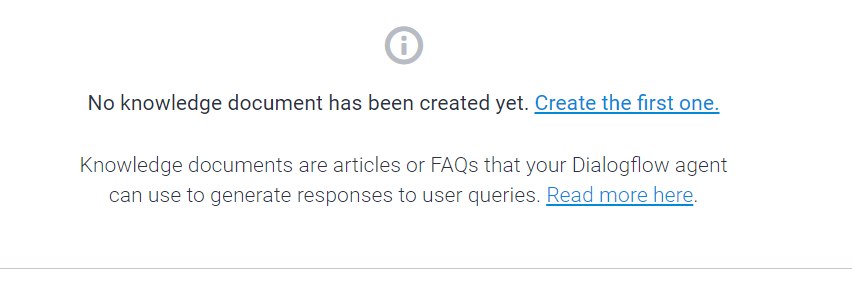 No knowledge document has been created yet. Create the first one.
Knowledge documents are articles or FAQs that your Dialogflow agent
can use to generate responses to user queries. Read more here.